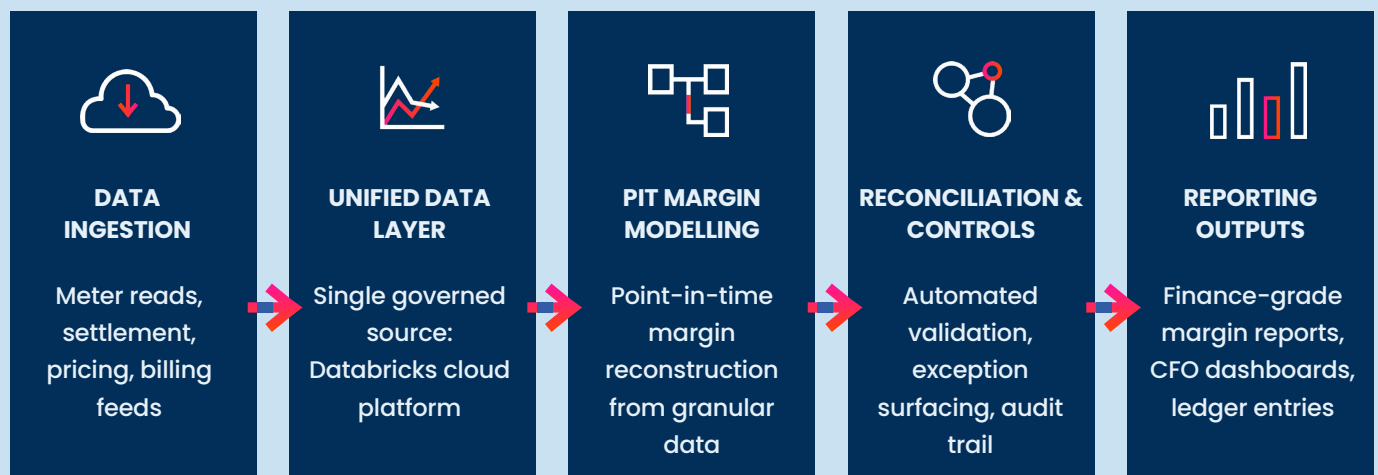 DATA
INGESTION
Meter reads,
settlement,
pricing, billing
feeds
UNIFIED DATA
LAYER
Single governed
source:
Databricks cloud
platform
PIT MARGIN
MODELLING
Point-in-time
margin
reconstruction
from granular
data
RECONCILIATION &
CONTROLS
Automated
validation,
exception
surfacing, audit
trail
REPORTING
OUTPUTS
Finance-grade
margin reports,
CFO dashboards,
ledger entries